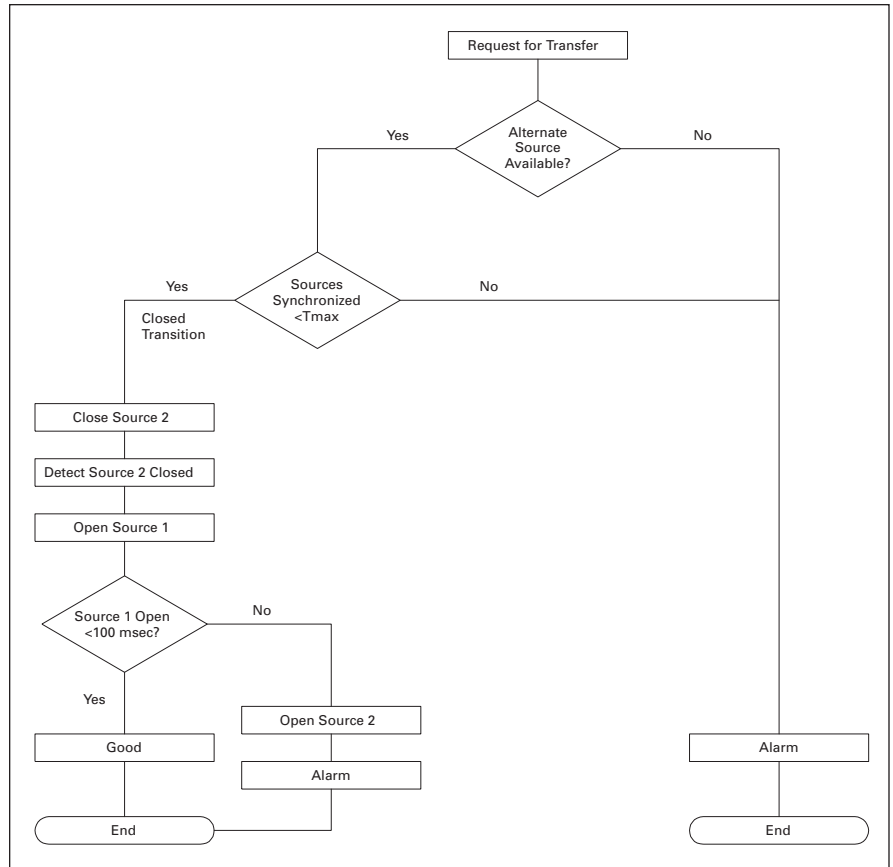 Request for Transfer
Yes
Alternate
Source
Available?
No
Yes
Sources
Synchronized
<Tmax
No
Closed
Transition
Close Source 2
Detect Source 2 Closed
Open Source 1
Source 1 Open
<100 msec?
No
Yes
Open Source 2
Good
Alarm
Alarm
End
End